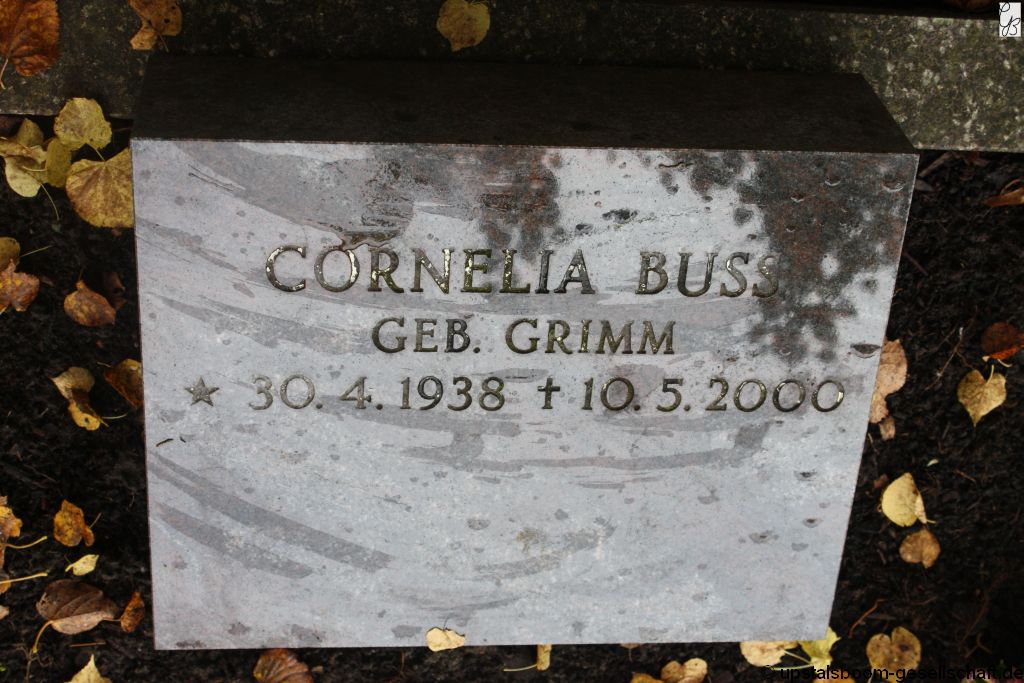 CORNELIA BUSS
GEB. GRIMM
★ 30. 4. 1938 ✝ 10. 5. 2000
upstalsboom-gesellschaft.de